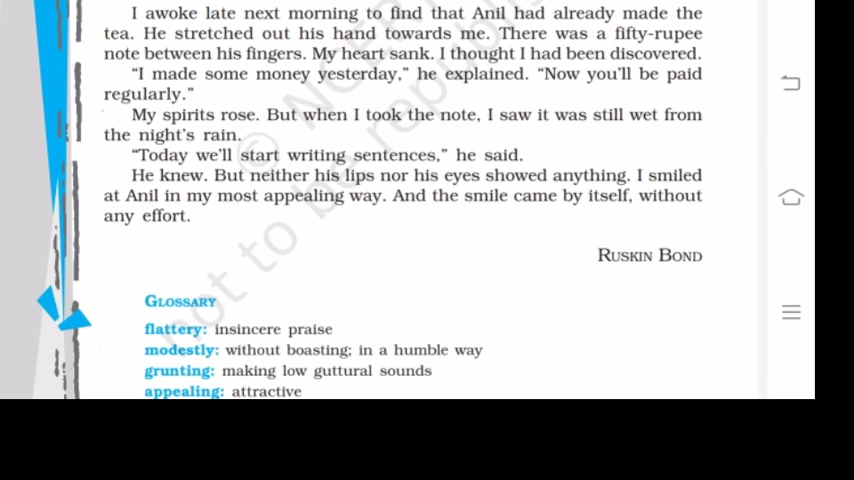 I awoke late next morning to find that Anil had already made the
tea. He stretched out his hand towards me. There was a fifty-rupee
note between his fingers. My heart sank. I thought I had been discovered.
“I made some money yesterday,” he explained. “Now you’ll be paid
regularly.”
My spirits rose. But when I took the note, I saw it was still wet from
the night’s rain.
“Today we’ll start writing sentences,” he said.
He knew. But neither his lips nor his eyes showed anything. I smiled
at Anil in my most appealing way. And the smile came by itself, without
any effort.
RUSKIN BOND
GLOSSARY
flattery: insincere praise
modestly: without boasting; in a humble way
grunting: making low guttural sounds
appealing: attractive
© NCERT
not to be republi